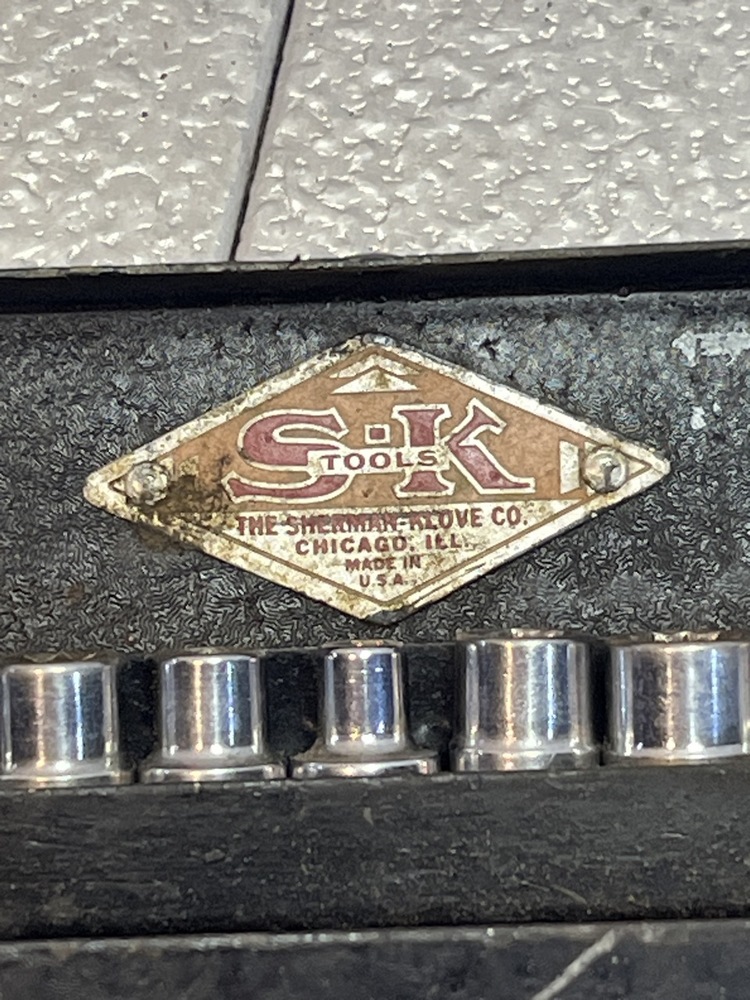 S·K
TOOLS
THE SHERMAN-KLOVE CO.
CHICAGO, ILL.
MADE IN
U.S.A.